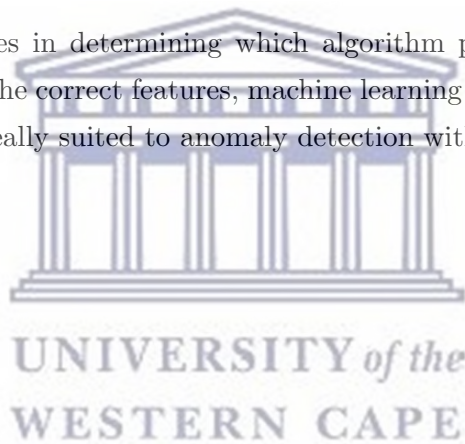 es in determining which algorithm p
he correct features, machine learning
eally suited to anomaly detection wit
UNIVERSITY of the
WESTERN CAPE